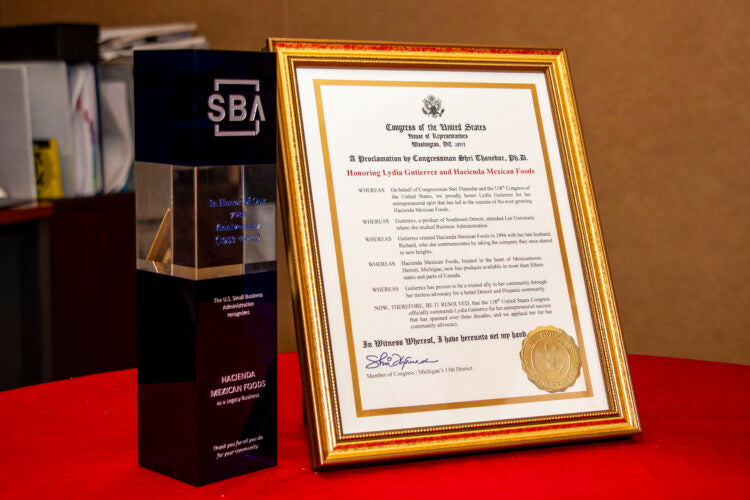 SBA
In Honor of Our
70th
Anniversary
The U.S. Small Business
Administration
recognizes
HACIENDA
MEXICAN FOODS
as a Legacy Business
Thank you for all you do
for your community!
Congress of the United States
House of Representatives
Washington, D.C. 20515
A Proclamation by Congressman Shri Thanedar, Ph.D.
Honoring Lydia Gutierrez and Hacienda Mexican Foods
WHEREAS On behalf of Congressman Shri Thanedar and the 118th Congress of
the United States, we proudly honor Lydia Gutierrez for her
entrepreneurial spirit that has led to the success of the ever-growing
Hacienda Mexican Foods.
WHEREAS Gutierrez, a product of Southwest Detroit, attended Lee University
where she studied Business Administration.
WHEREAS Gutierrez created Hacienda Mexican Foods in 1994 with her late husband,
Richard, who she commemorates by taking the company they once shared
to new heights.
WHEREAS Hacienda Mexican Foods, located in the heart of Mexicantown-
Detroit, Michigan, now has products available in more than fifteen
states and parts of Canada.
WHEREAS Gutierrez has proven to be a trusted ally in her community through
her tireless advocacy for a better Detroit and Hispanic community.
NOW, THEREFORE, BE IT RESOLVED, that the 118th United States Congress
officially commends Lydia Gutierrez for her entrepreneurial success
that has spanned over three decades, and we applaud her for her
community advocacy.
In Witness Whereof, I have hereunto set my hand,
Shri Thanedar
Member of Congress | Michigan's 13th District